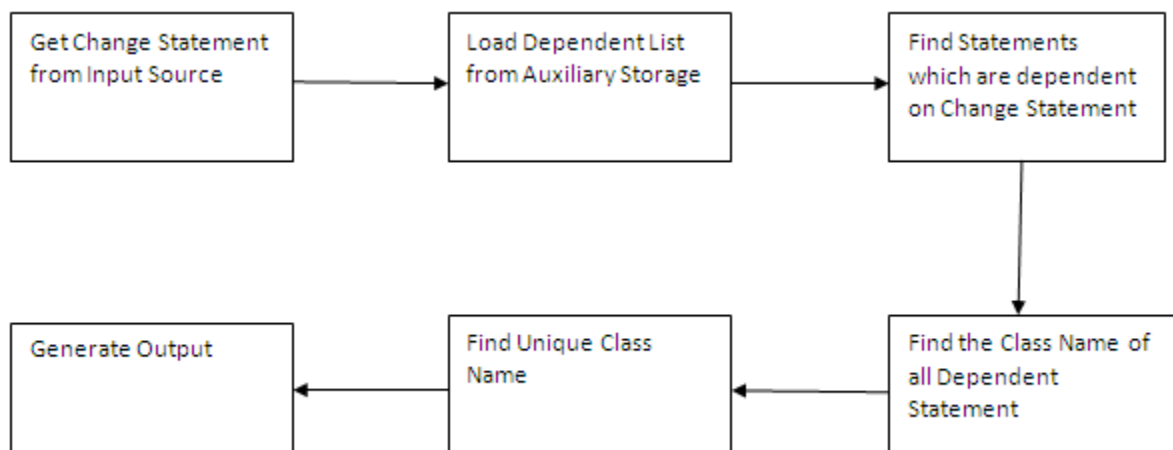 Get Change Statement
from Input Source
Load Dependent List
from Auxiliary Storage
Find Statements
which are dependent
on Change Statement
Find the Class Name of
all Dependent
Statement
Find Unique Class
Name
Generate Output